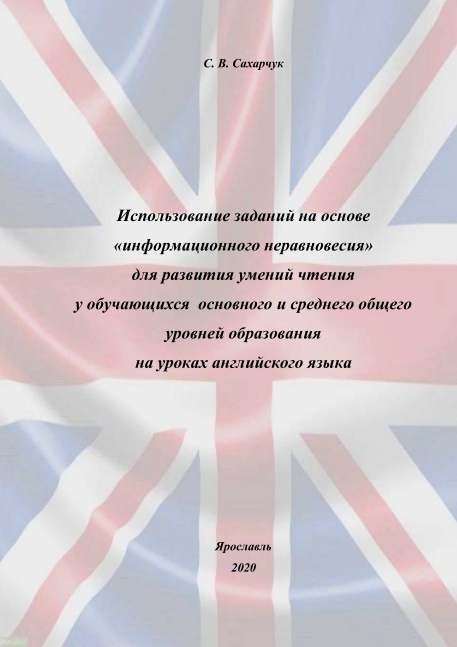 С. В. Сахарчук
Использование заданий на основе
«информационного неравновесия»
для развития умений чтения
у обучающихся основного и среднего общего
уровней образования
на уроках английского языка
Ярославль
2020